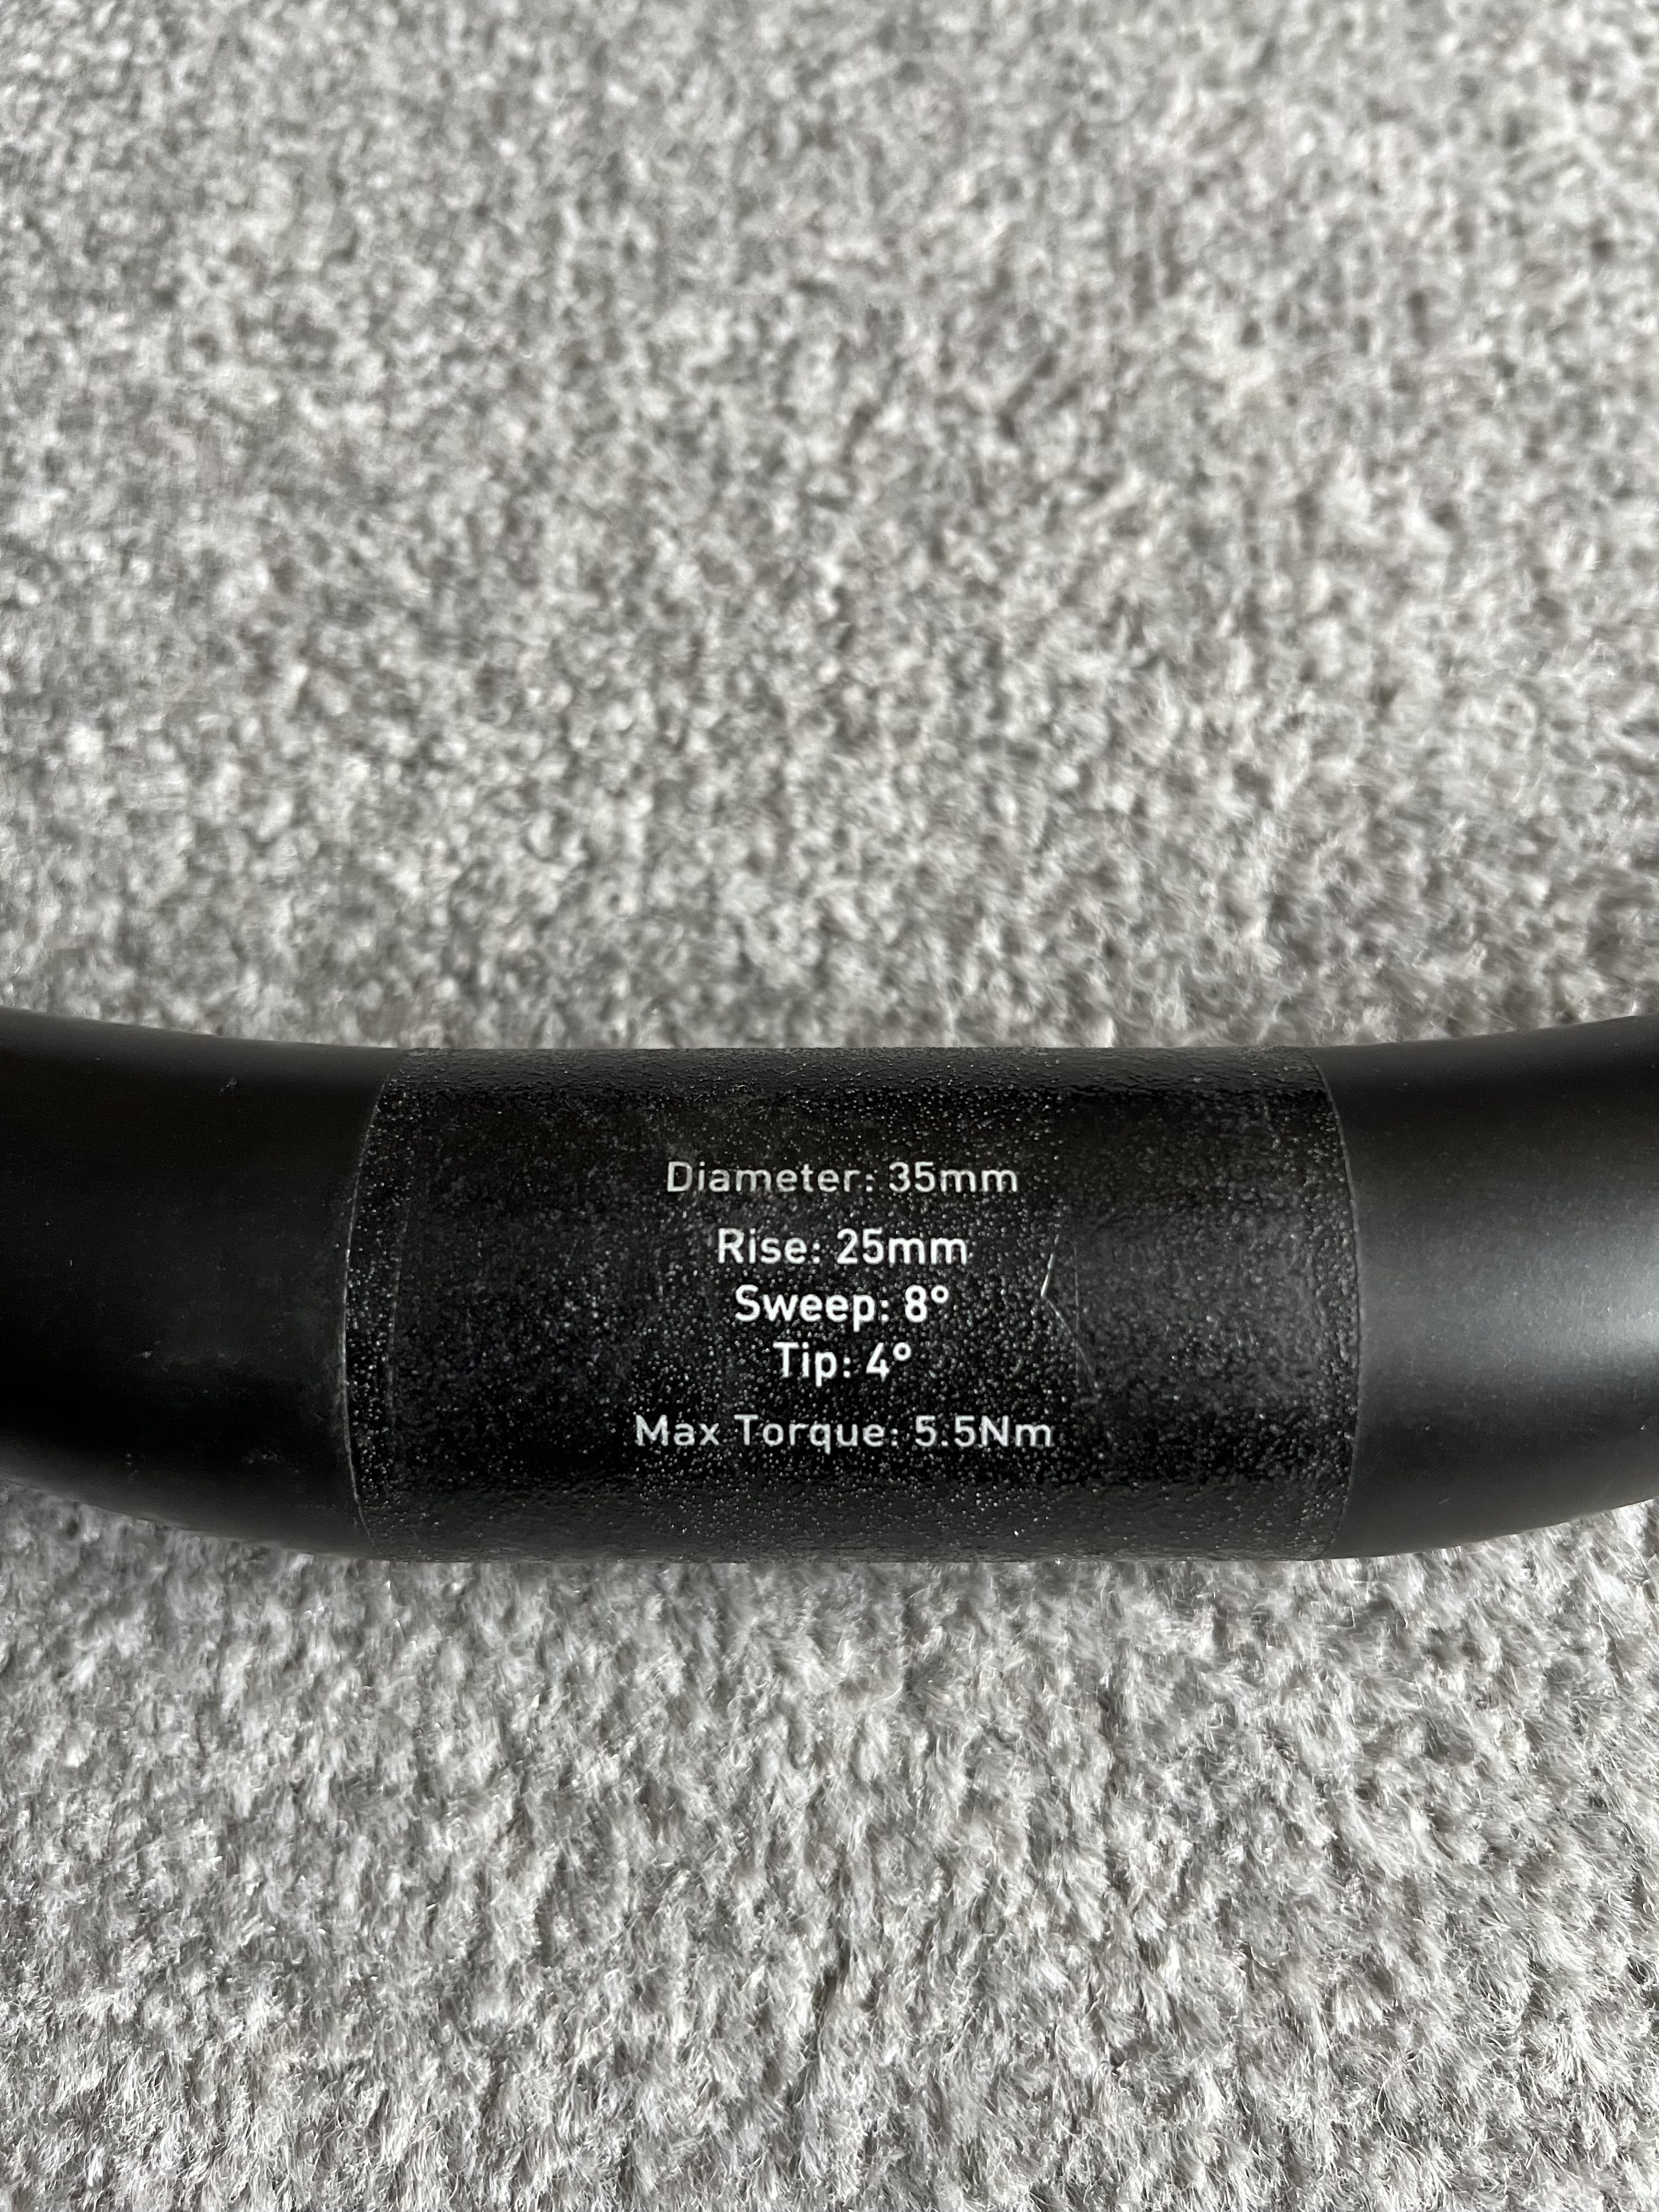 Diameter: 35mm
Rise: 25mm
Sweep: 8°
Tip: 4°
Max Torque: 5.5Nm